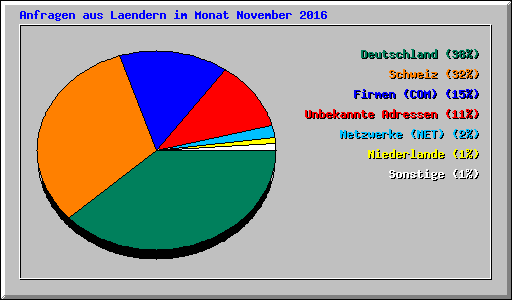 Anfragen aus Laendern im Monat November 2016
Deutschland (38%)
Schweiz (32%)
Firmen (COM) (15%)
Unbekannte Adressen (11%)
Netzwerke (NET) (2%)
Niederlande (1%)
Sonstige (1%)